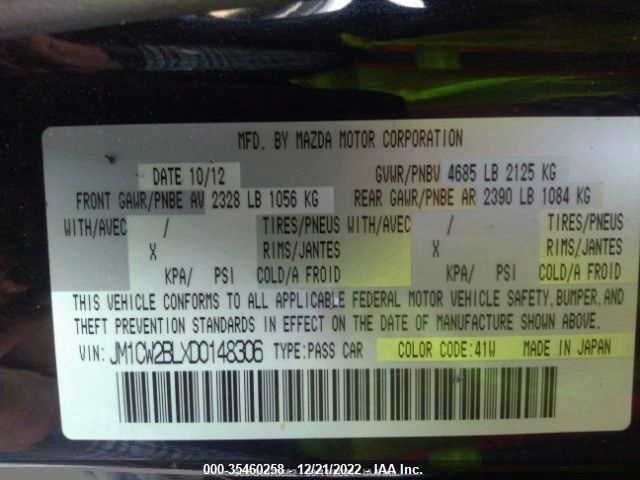 MFD. BY MAZDA MOTOR CORPORATION
DATE 10/12 GVWR/PNBV 4685 LB 2125 KG
FRONT GAWR/PNBE AV 2328 LB 1056 KG REAR GAWR/PNBE AR 2390 LB 1084 KG
WITH/AVEC / TIRES/PNEUS WITH/AVEC / TIRES/PNEUS
X RIMS/JANTES X RIMS/JANTES
KPA/ PSI COLD/A FROID KPA/ PSI COLD/A FROID
THIS VEHICLE CONFORMS TO ALL APPLICABLE FEDERAL MOTOR VEHICLE SAFETY, BUMPER, AND
THEFT PREVENTION STANDARDS IN EFFECT ON THE DATE OF MANUFACTURE SHOWN ABOVE.
VIN: JM1CW2BLXD0148306 TYPE:PASS CAR COLOR CODE:41W MADE IN JAPAN
000-35460258 - 12/21/2022 - IAA Inc.